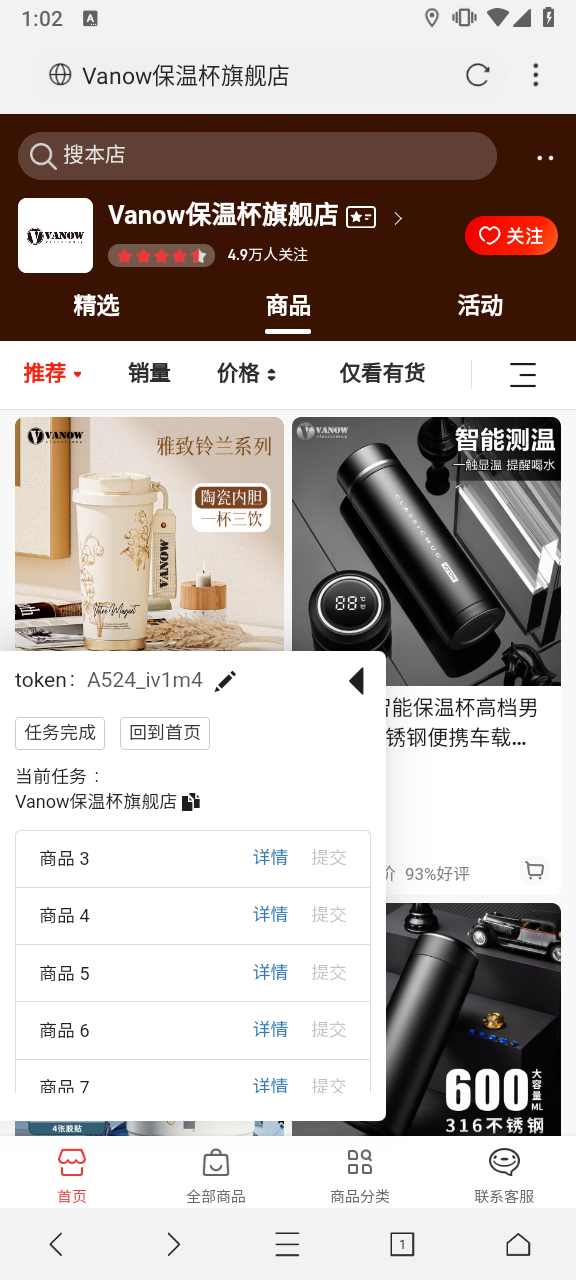 1:02
A
Vanow保温杯旗舰店
搜本店
VANOW
Vanow保温杯旗舰店
4.9万人关注
关注
精选
商品
活动
推荐
销量
价格
仅看有货
VANOW
雅致铃兰系列
陶瓷内胆
一杯三饮
VANOW
VANOW
智能测温
一触显温 提醒喝水
CLASSICMUG
token：A524_iv1m4
任务完成
回到首页
当前任务：
Vanow保温杯旗舰店
商品 3 详情 提交
商品 4 详情 提交
商品 5 详情 提交
商品 6 详情 提交
商品 7 详情 提交
智能保温杯高档男
锈钢便携车载...
价 93%好评
600
大容量
ML
316不锈钢
4张胶贴
首页
全部商品
商品分类
联系客服
1